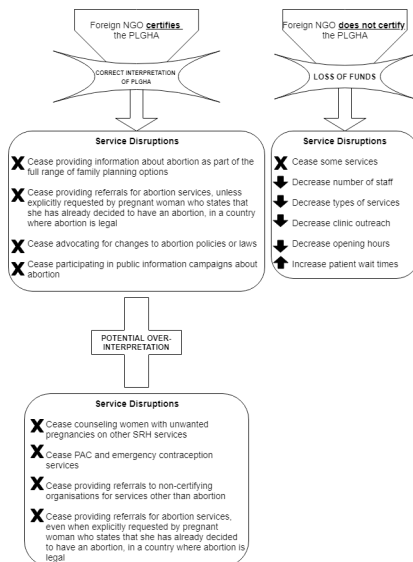 Foreign NGO certifies
the PLGHA
CORRECT INTERPRETATION
OF PLGHA
Service Disruptions
Cease providing information about abortion as part of the
full range of family planning options
Cease providing referrals for abortion services, unless
explicitly requested by pregnant woman who states that
she has already decided to have an abortion, in a country
where abortion is legal
Cease advocating for changes to abortion policies or laws
Cease participating in public information campaigns about
abortion
POTENTIAL OVER-
INTERPRETATION
Service Disruptions
Cease counseling women with unwanted
pregnancies on other SRH services
Cease PAC and emergency contraception
services
Cease providing referrals to non-certifying
organisations for services other than abortion
Cease providing referrals for abortion services,
even when explicitly requested by pregnant
woman who states that she has already decided
to have an abortion, in a country where abortion is
legal
Foreign NGO does not certify
the PLGHA
LOSS OF FUNDS
Service Disruptions
Cease some services
Decrease number of staff
Decrease types of services
Decrease clinic outreach
Decrease opening hours
Increase patient wait times